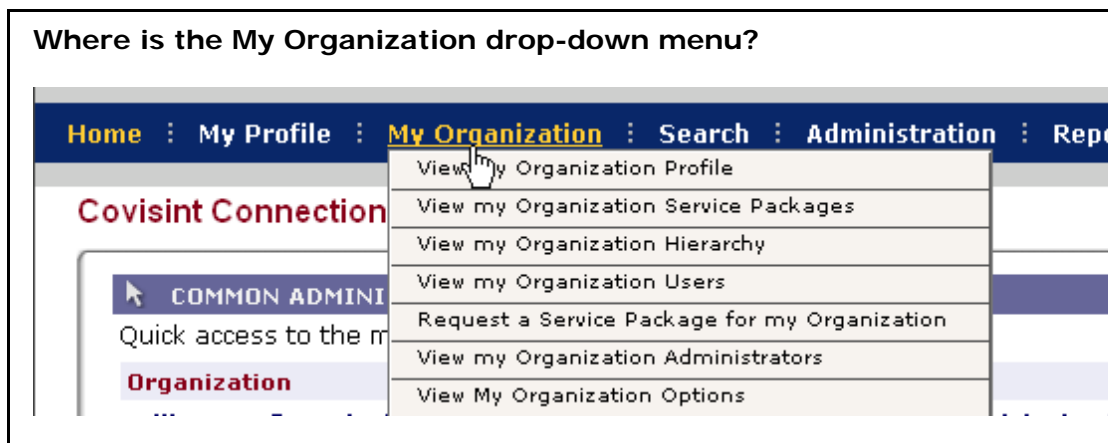 Where is the My Organization drop-down menu?
Home My Profile My Organization Search Administration
View my Organization Profile
Covisint Connection
View my Organization Service Packages
View my Organization Hierarchy
COMMON ADMINI
View my Organization Users
Quick access to the m
Request a Service Package for my Organization
View my Organization Administrators
Organization
View My Organization Options